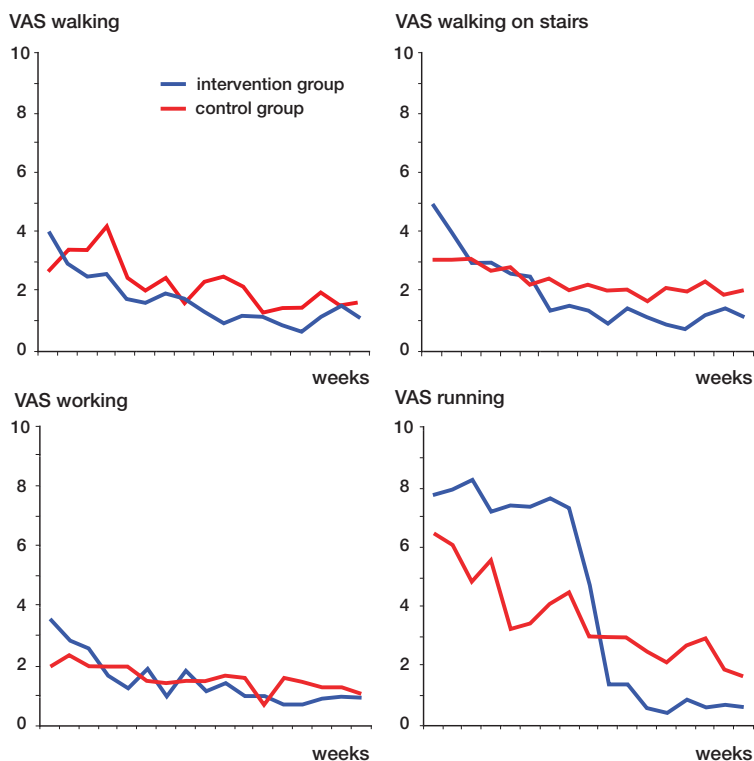 VAS walking
10
8
6
4
2
0
intervention group
control group
weeks
VAS walking on stairs
10
8
6
4
2
0
weeks
VAS working
10
8
6
4
2
0
weeks
VAS running
10
8
6
4
2
0
weeks